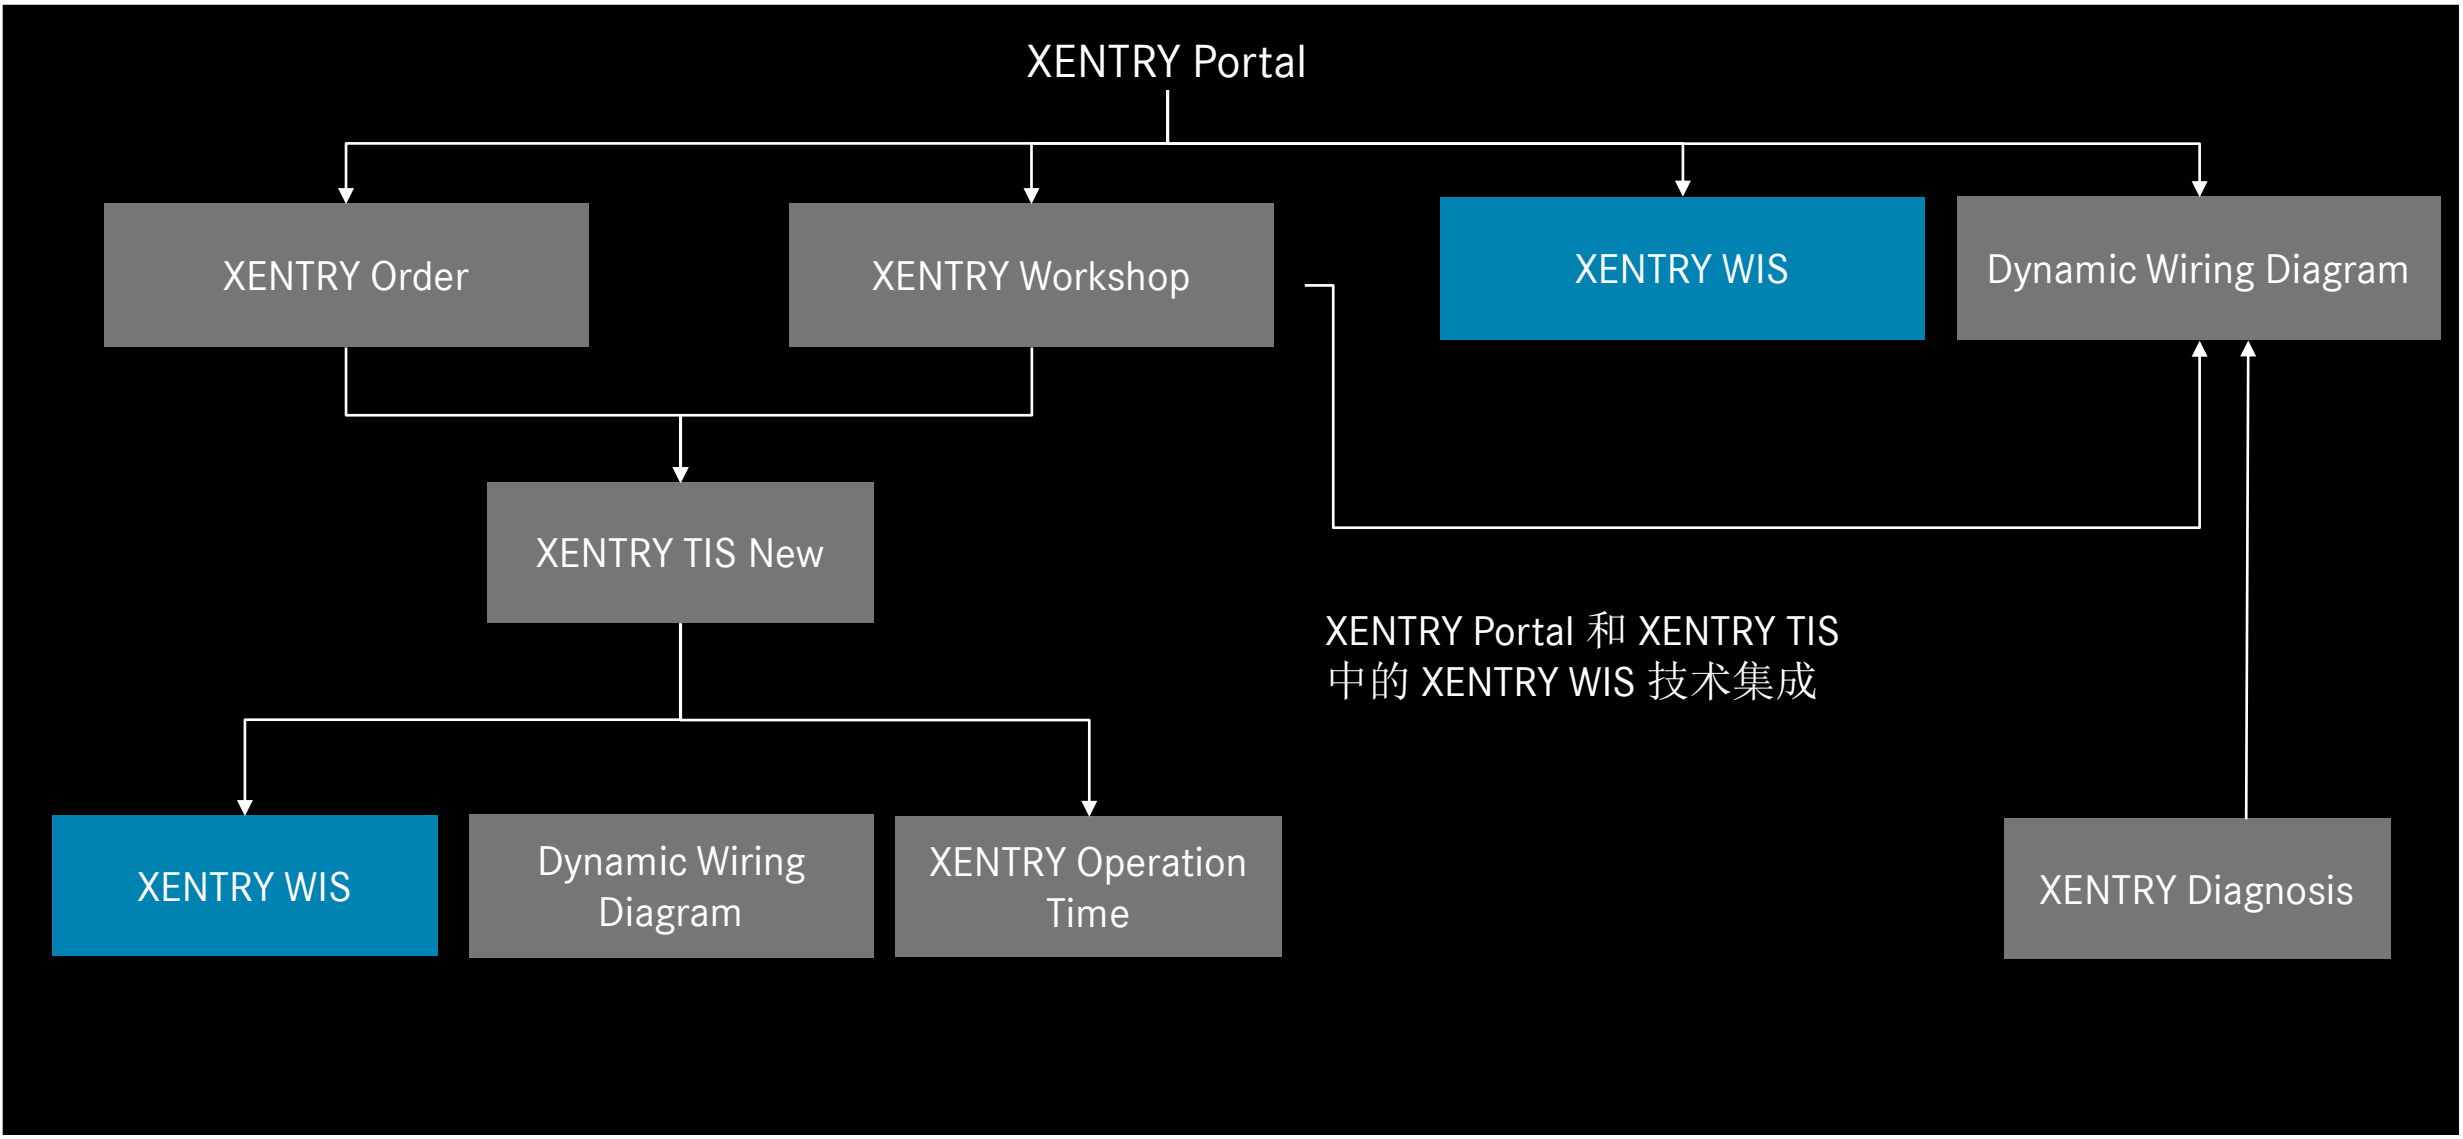 XENTRY Portal
XENTRY Order
XENTRY Workshop
XENTRY WIS
Dynamic Wiring Diagram
XENTRY TIS New
XENTRY Portal 和 XENTRY TIS
中的 XENTRY WIS 技术集成
XENTRY WIS
Dynamic Wiring
Diagram
XENTRY Operation
Time
XENTRY Diagnosis